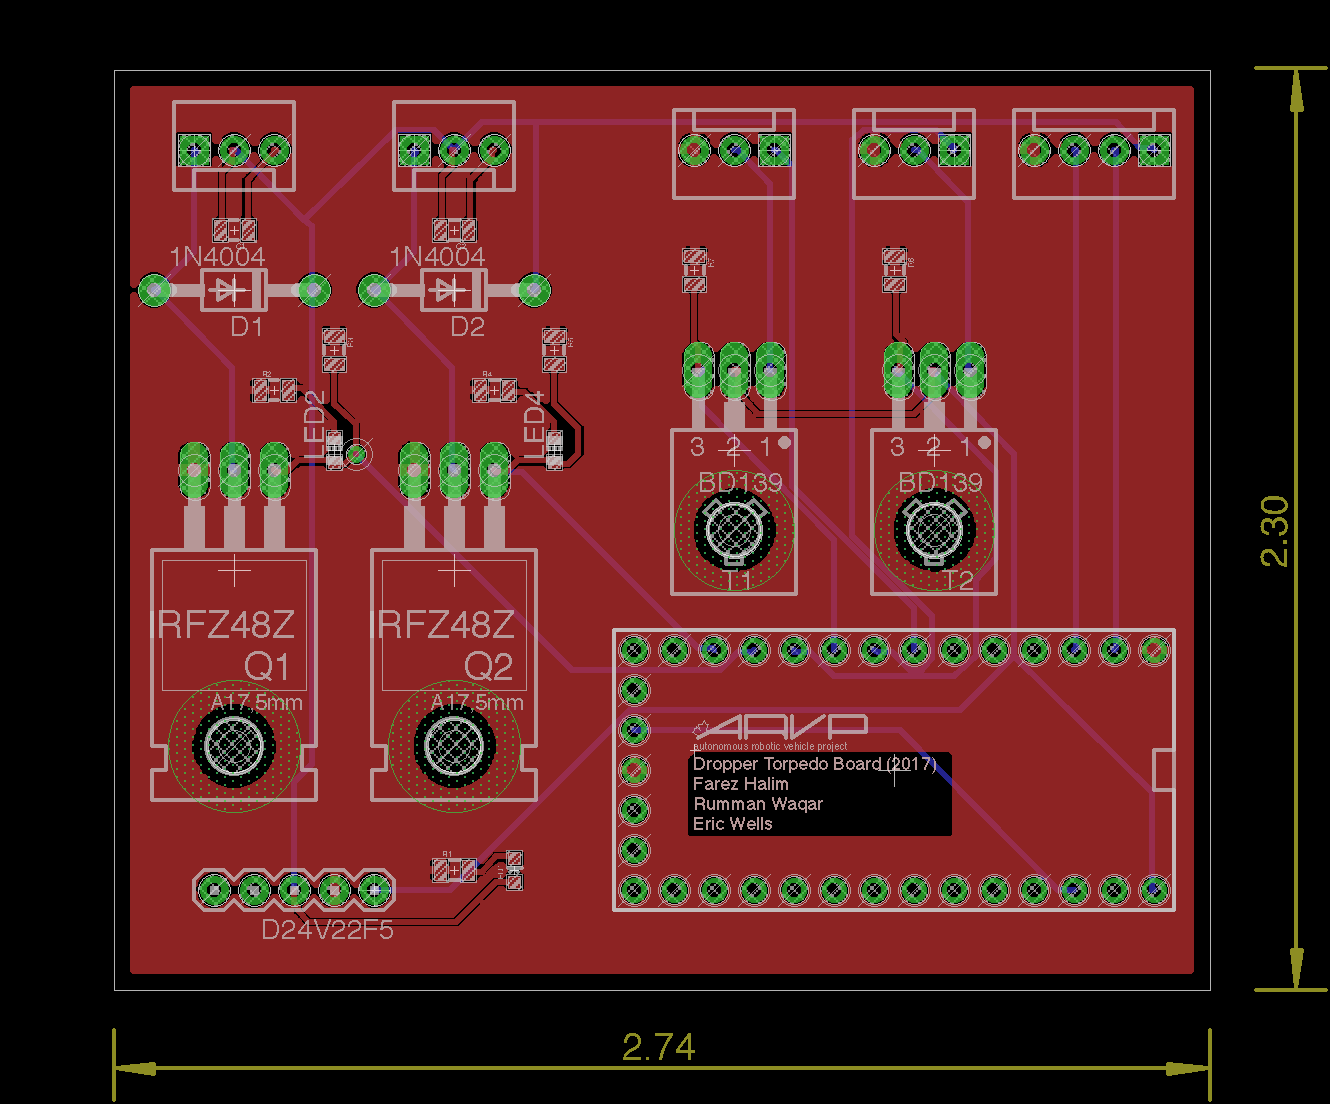 1N4004
1N4004
D1
D2
R2
R4
LED2
LED4
3 2 1
3 2 1
BD139
BD139
T1
T2
IRFZ48Z
IRFZ48Z
Q1
Q2
A17,5mm
A17,5mm
ARVP
autonomous robotic vehicle project
Dropper Torpedo Board (2017)
Farez Halim
Rumman Waqar
Eric Wells
R1
D24V22F5
2.30
2.74